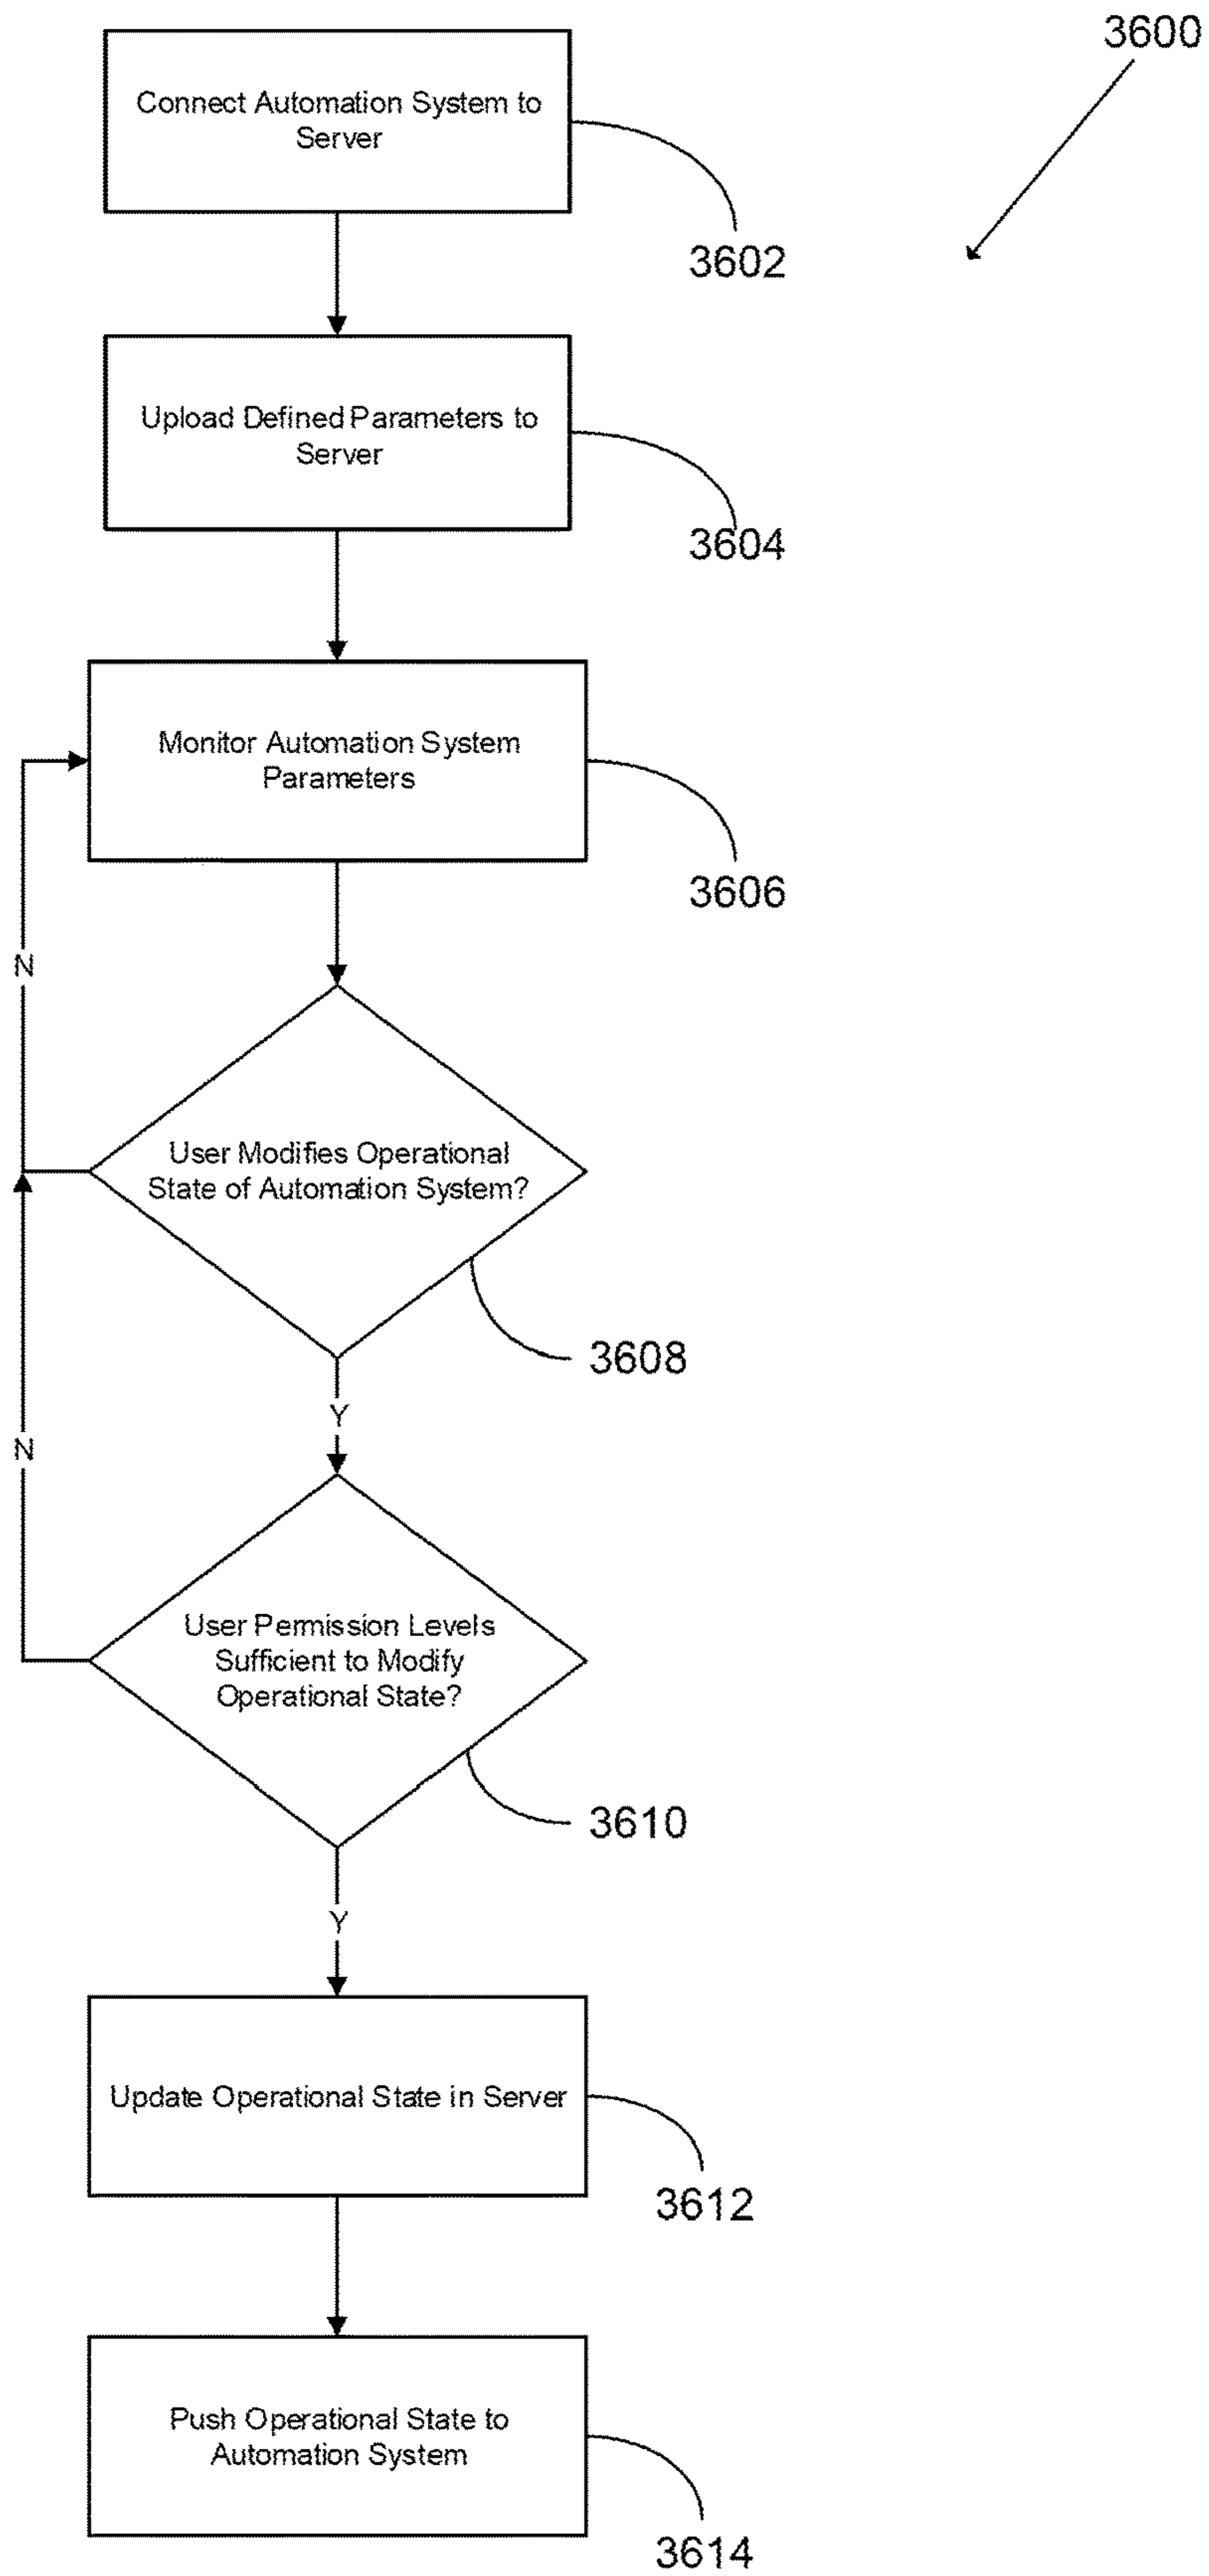 3600
Connect Automation System to
Server
3602
Upload Defined Parameters to
Server
3604
Monitor Automation System
Parameters
3606
N
User Modifies Operational
State of Automation System?
3608
Y
N
User Permission Levels
Sufficient to Modify
Operational State?
3610
Y
Update Operational State in Server
3612
Push Operational State to
Automation System
3614